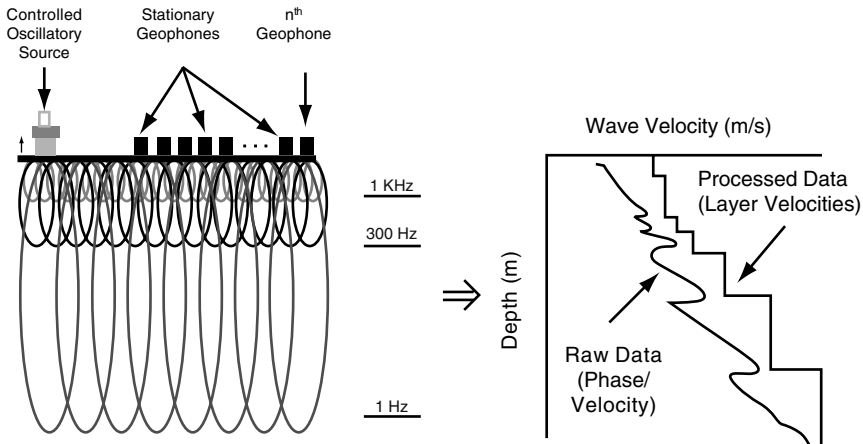 Controlled
Oscillatory
Source
Stationary
Geophones
nth
Geophone
. . .
1 KHz
300 Hz
1 Hz
⇒
Wave Velocity (m/s)
Depth (m)
Processed Data
(Layer Velocities)
Raw Data
(Phase/
Velocity)